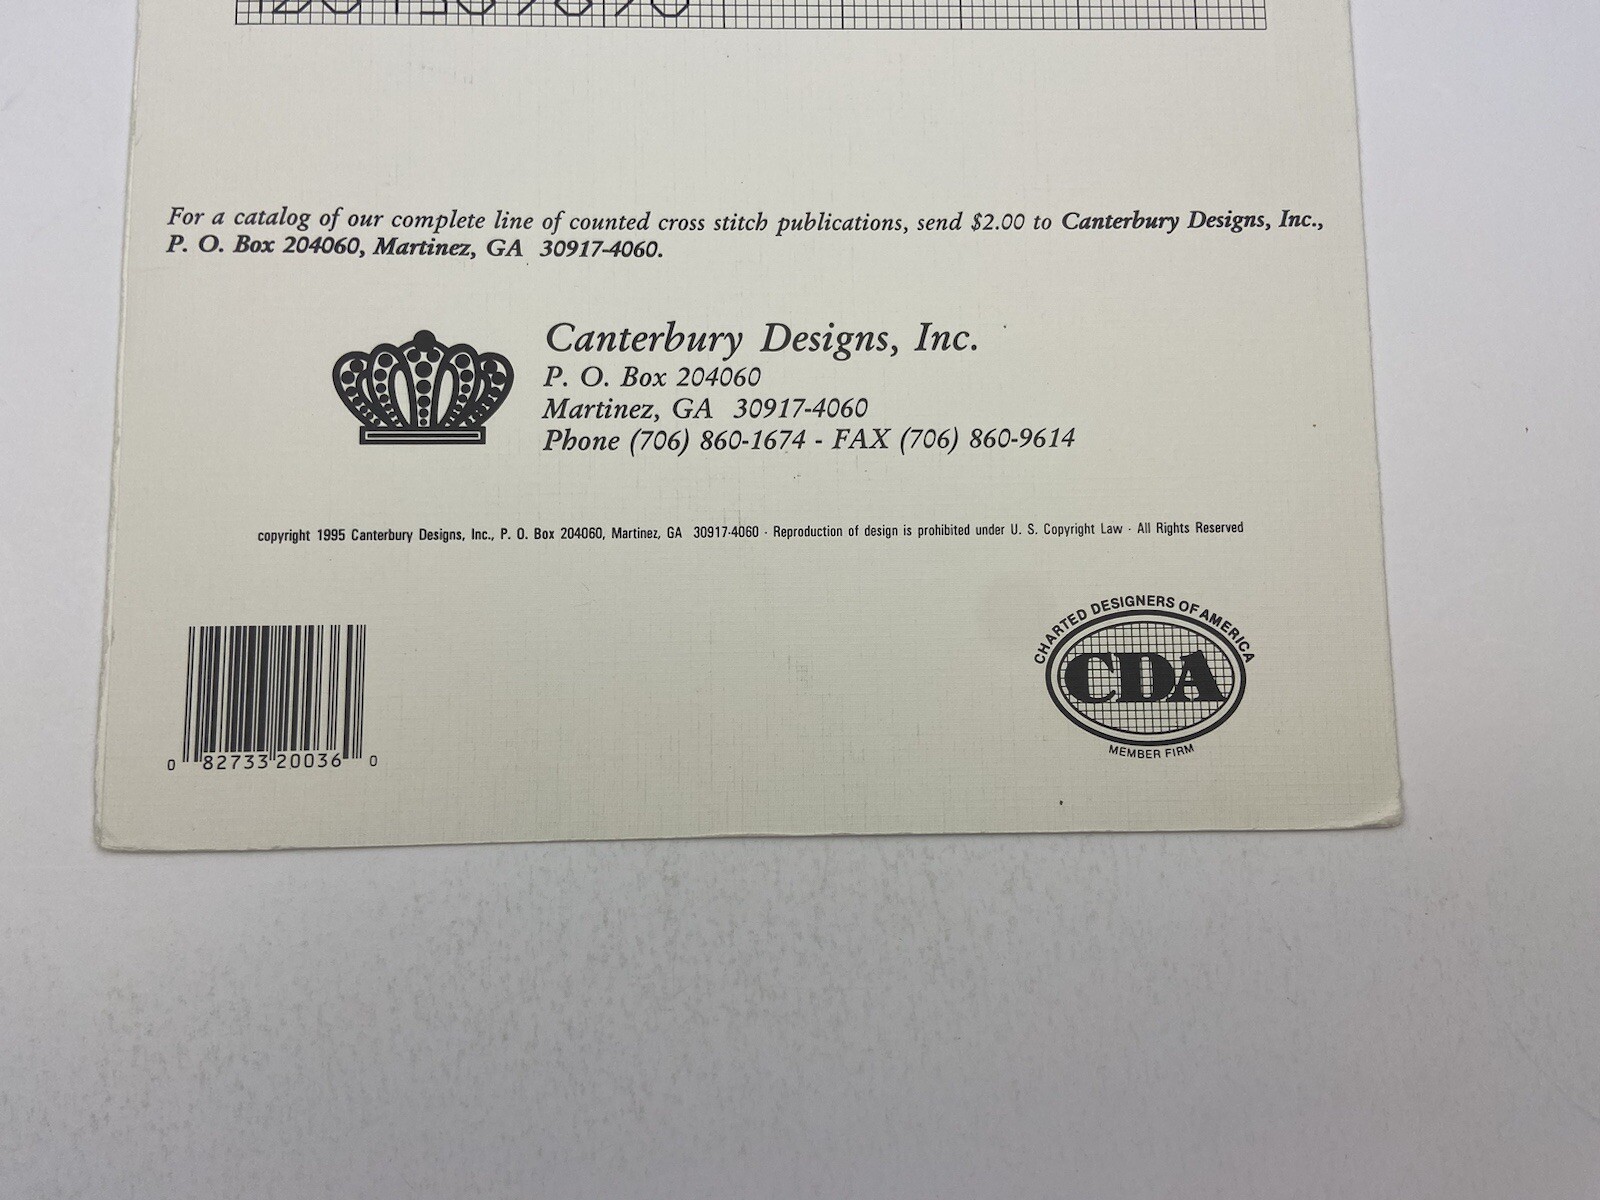 For a catalog of our complete line of counted cross stitch publications, send $2.00 to Canterbury Designs, Inc.,
P. O. Box 204060, Martinez, GA 30917-4060.
Canterbury Designs, Inc.
P. O. Box 204060
Martinez, GA 30917-4060
Phone (706) 860-1674 - FAX (706) 860-9614
copyright 1995 Canterbury Designs, Inc., P. O. Box 204060, Martinez, GA 30917-4060 · Reproduction of design is prohibited under U. S. Copyright Law · All Rights Reserved
CHARTED DESIGNERS OF AMERICA
CDA
MEMBER FIRM
0 82733 20036 0